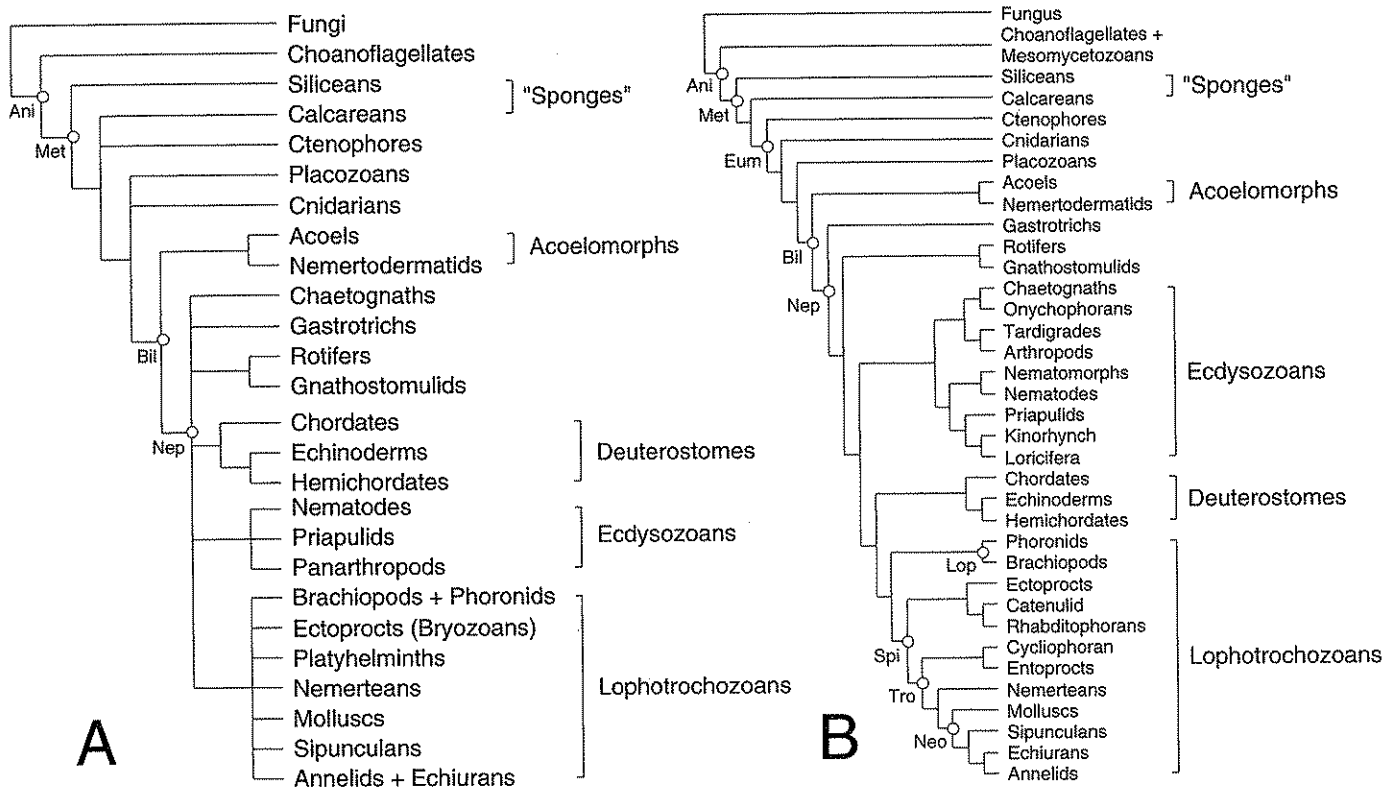 Fungi
Choanoflagellates
Siliceans
Calcareans
"Sponges"
Ctenophores
Placozoans
Cnidarians
Acoels
Nemertodermatids
Acoelomorphs
Chaetognaths
Gastrotrichs
Rotifers
Gnathostomulids
Chordates
Echinoderms
Hemichordates
Deuterostomes
Nematodes
Priapulids
Panarthropods
Ecdysozoans
Brachiopods + Phoronids
Ectoprocts (Bryozoans)
Platyhelminths
Nemerteans
Molluscs
Sipunculans
Annelids + Echiurans
Lophotrochozoans
Ani
Met
Bil
Nep
A
Fungus
Choanoflagellates +
Mesomycetozoans
Siliceans
Calcareans
"Sponges"
Ctenophores
Cnidarians
Placozoans
Acoels
Nemertodermatids
Acoelomorphs
Gastrotrichs
Rotifers
Gnathostomulids
Chaetognaths
Onychophorans
Tardigrades
Arthropods
Nematomorphs
Nematodes
Priapulids
Kinorhynch
Loricifera
Ecdysozoans
Chordates
Echinoderms
Hemichordates
Deuterostomes
Phoronids
Brachiopods
Ectoprocts
Catenulid
Rhabditophorans
Cycliophoran
Entoprocts
Nemerteans
Molluscs
Sipunculans
Echiurans
Annelids
Lophotrochozoans
Ani
Met
Eum
Bil
Nep
Lop
Spi
Tro
Neo
B